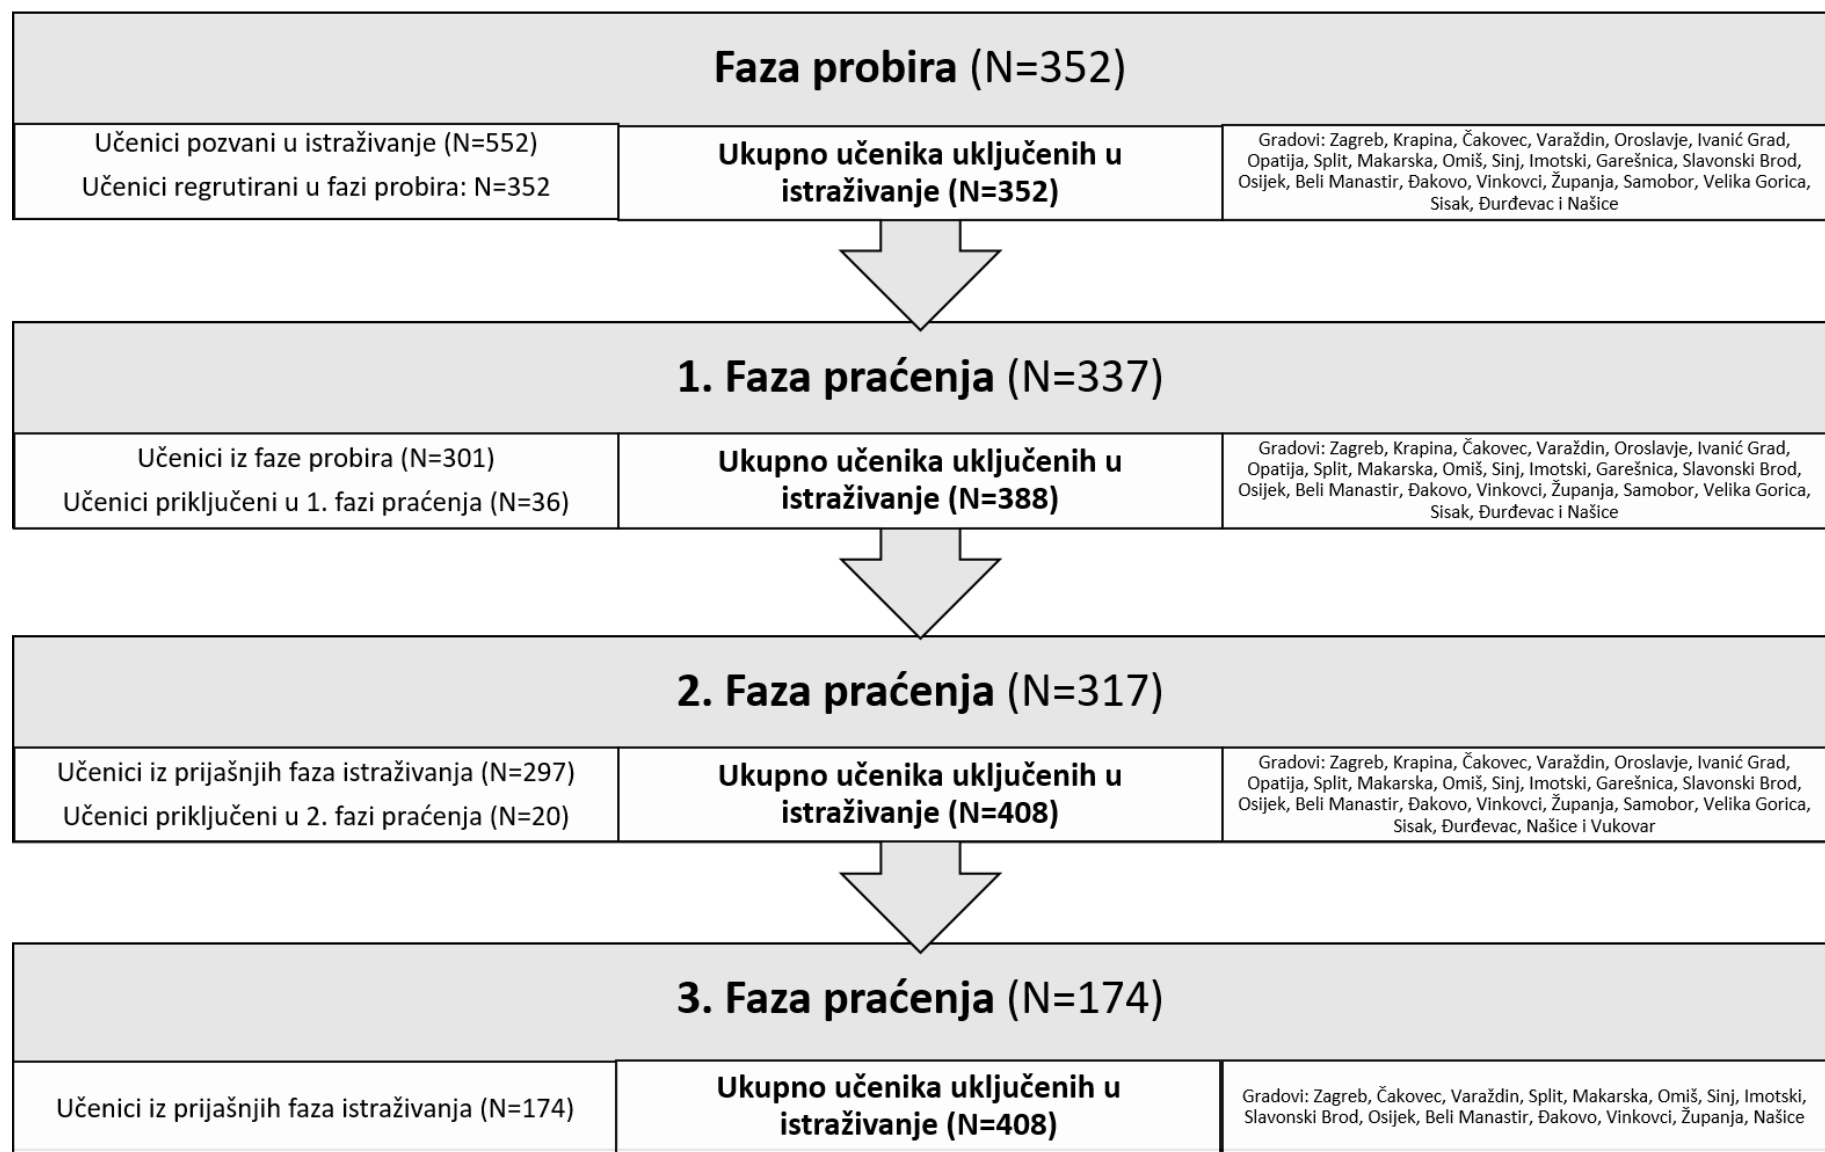 Faza probira (N=352)
Učenici pozvani u istraživanje (N=552)
Učenici regrutirani u fazi probira: N=352
Ukupno učenika uključenih u
istraživanje (N=352)
Gradovi: Zagreb, Krapina, Čakovec, Varaždin, Oroslavje, Ivanić Grad,
Opatija, Split, Makarska, Omiš, Sinj, Imotski, Garešnica, Slavonski Brod,
Osijek, Beli Manastir, Đakovo, Vinkovci, Županja, Samobor, Velika Gorica,
Sisak, Đurđevac i Našice
1. Faza praćenja (N=337)
Učenici iz faze probira (N=301)
Učenici priključeni u 1. fazi praćenja (N=36)
Ukupno učenika uključenih u
istraživanje (N=388)
Gradovi: Zagreb, Krapina, Čakovec, Varaždin, Oroslavje, Ivanić Grad,
Opatija, Split, Makarska, Omiš, Sinj, Imotski, Garešnica, Slavonski Brod,
Osijek, Beli Manastir, Đakovo, Vinkovci, Županja, Samobor, Velika Gorica,
Sisak, Đurđevac i Našice
2. Faza praćenja (N=317)
Učenici iz prijašnjih faza istraživanja (N=297)
Učenici priključeni u 2. fazi praćenja (N=20)
Ukupno učenika uključenih u
istraživanje (N=408)
Gradovi: Zagreb, Krapina, Čakovec, Varaždin, Oroslavje, Ivanić Grad,
Opatija, Split, Makarska, Omiš, Sinj, Imotski, Garešnica, Slavonski Brod,
Osijek, Beli Manastir, Đakovo, Vinkovci, Županja, Samobor, Velika Gorica,
Sisak, Đurđevac, Našice i Vukovar
3. Faza praćenja (N=174)
Učenici iz prijašnjih faza istraživanja (N=174)
Ukupno učenika uključenih u
istraživanje (N=408)
Gradovi: Zagreb, Čakovec, Varaždin, Split, Makarska, Omiš, Sinj, Imotski,
Slavonski Brod, Osijek, Beli Manastir, Đakovo, Vinkovci, Županja, Našice